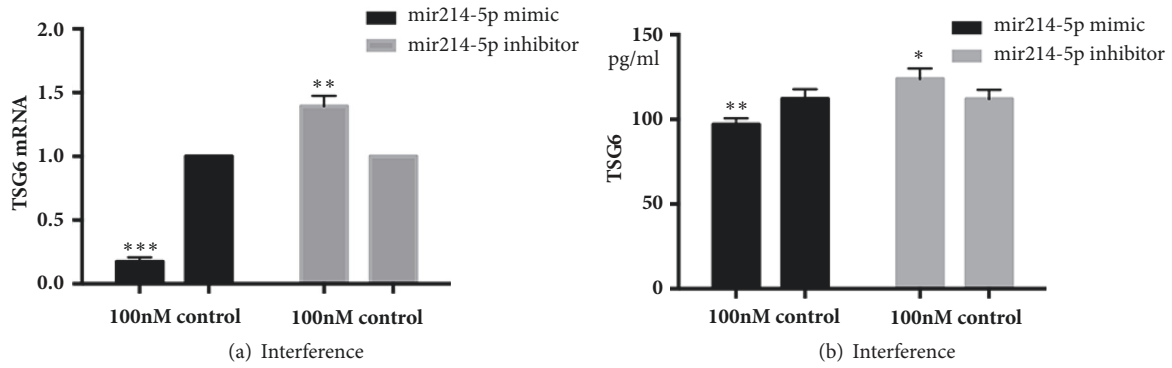 mir214-5p mimic
mir214-5p inhibitor
TSG6 mRNA
2.0
1.5
1.0
0.5
0.0
***
**
100nM control 100nM control
(a) Interference
mir214-5p mimic
mir214-5p inhibitor
pg/ml
TSG6
150
100
50
0
**
*
100nM control 100nM control
(b) Interference